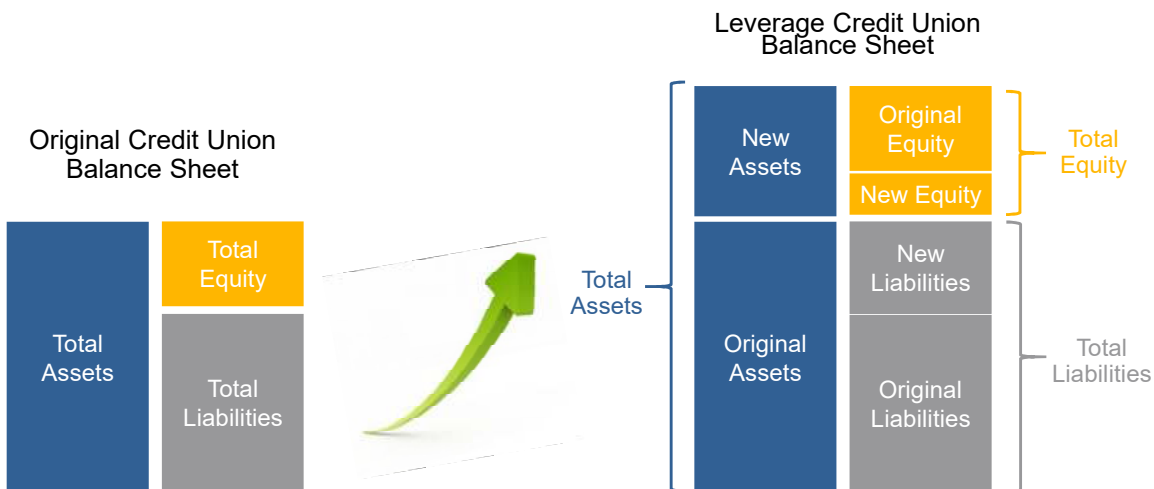 Original Credit Union
Balance Sheet
Total
Assets
Total
Equity
Total
Liabilities
Leverage Credit Union
Balance Sheet
Total
Assets
New
Assets
Original
Assets
Original
Equity
New Equity
New
Liabilities
Original
Liabilities
Total
Equity
Total
Liabilities